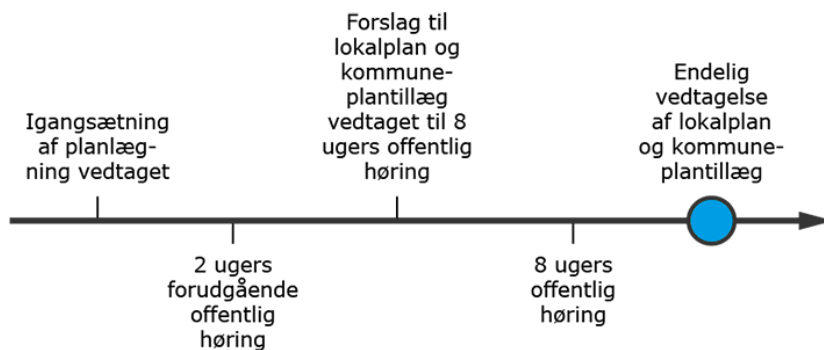 Igangsætning
af planlæg-
ning vedtaget
2 ugers
forudgående
offentlig
høring
Forslag til
lokalplan og
kommune-
plantillæg
vedtaget til 8
ugers offentlig
høring
8 ugers
offentlig
høring
Endelig
vedtagelse
af lokalplan
og kommune-
plantillæg